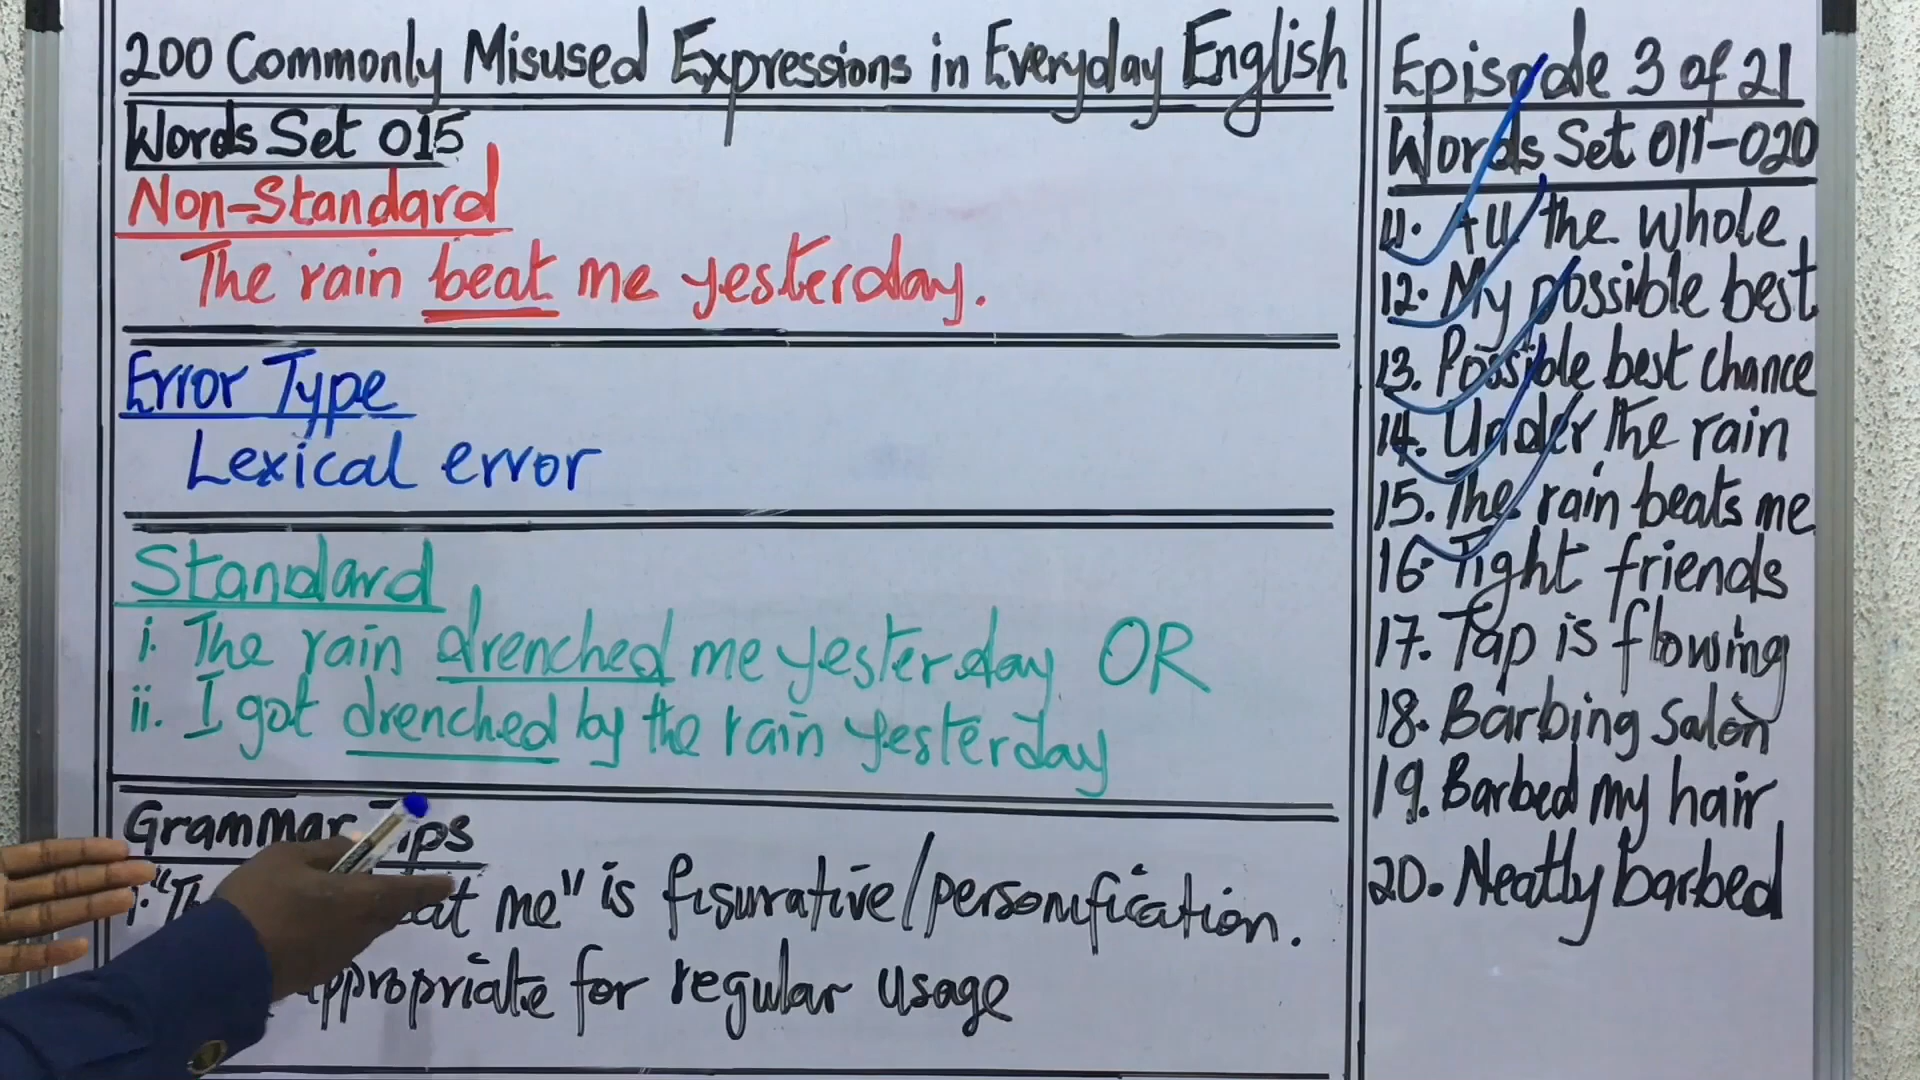 200 Commonly Misused Expressions in Everyday English
Words Set 015
Non-Standard
The rain beat me yesterday.
Error Type
Lexical error
Standard
i. The rain drenched me yesterday OR
ii. I got drenched by the rain yesterday
Grammar Tips
me" is figurative/personification.
appropriate for regular usage
Episode 3 of 21
Words Set 011-020
11. All the whole
12. My possible best
13. Possible best chance
14. Under the rain
15. The rain beats me
16. Tight friends
17. Tap is flowing
18. Barbing salon
19. Barbed my hair
20. Neatly barbed